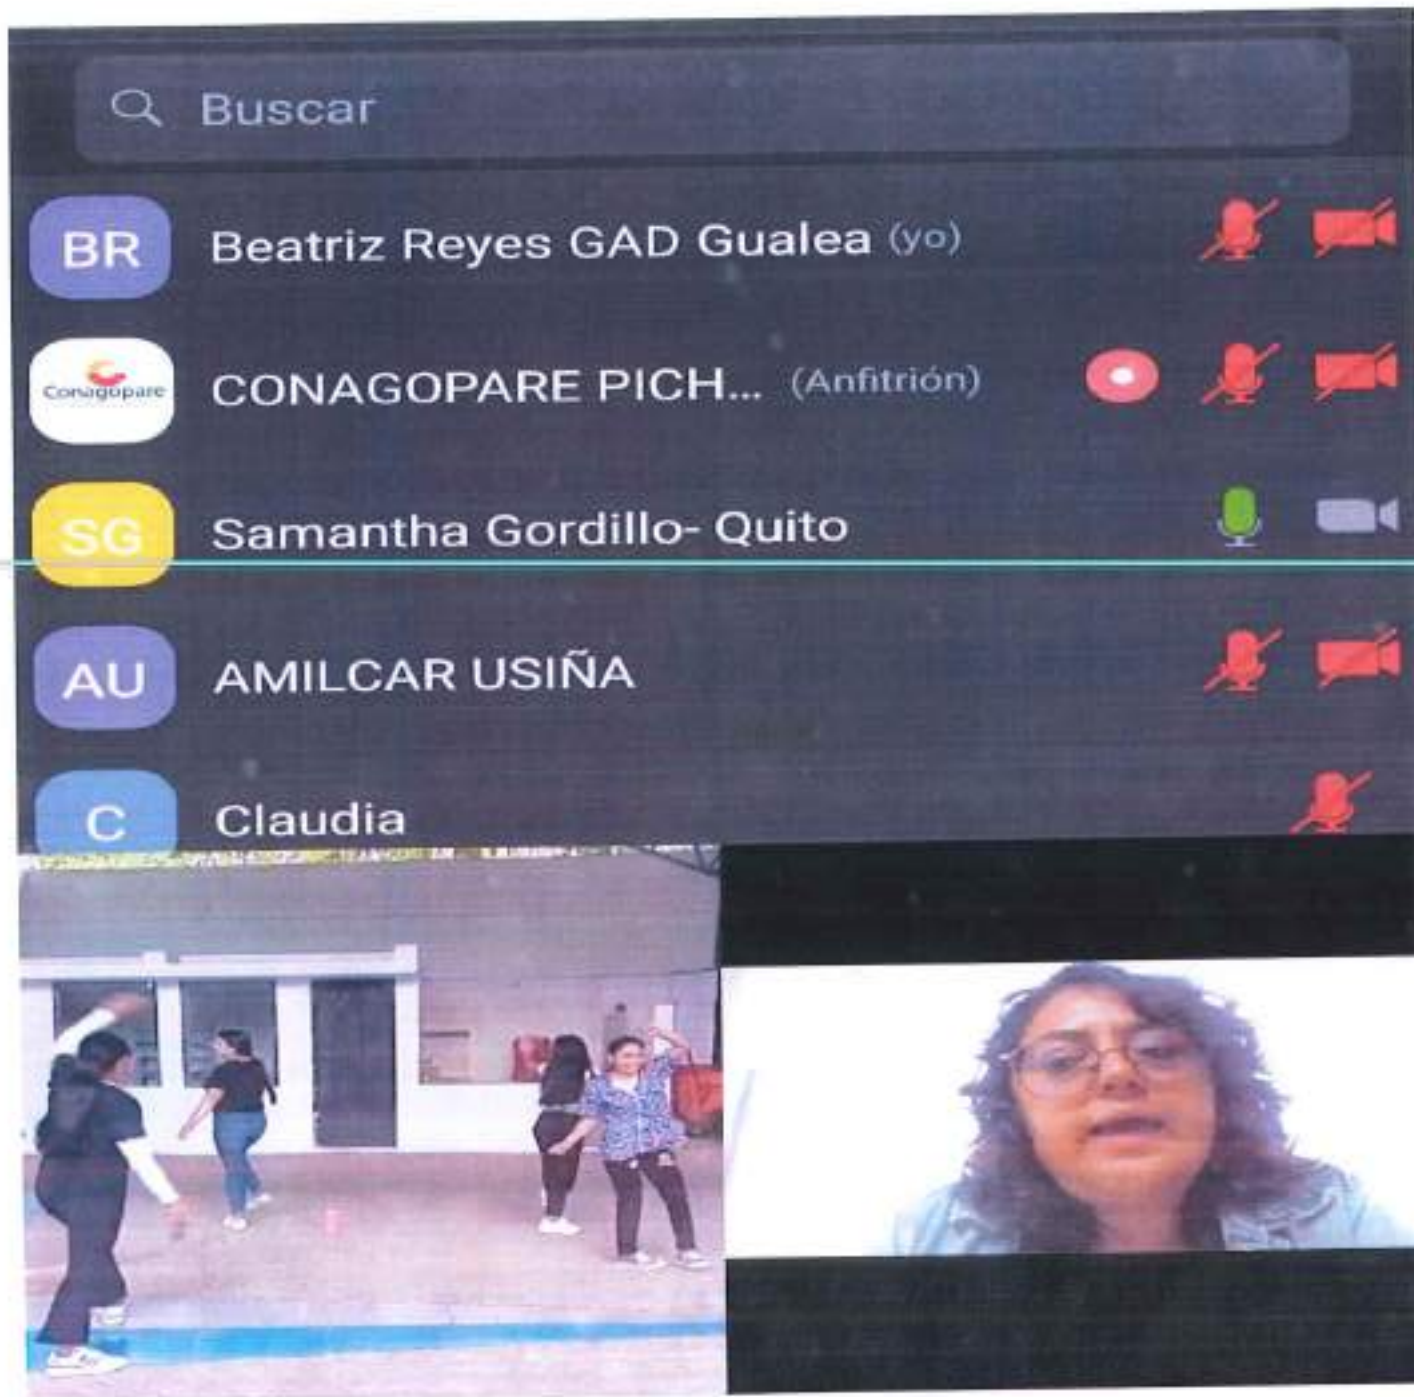 Buscar
BR
Beatriz Reyes GAD Gualea (yo)
Conagopare
CONAGOPARE PICH... (Anfitrión)
SG
Samantha Gordillo- Quito
AU
AMILCAR USIÑA
C
Claudia